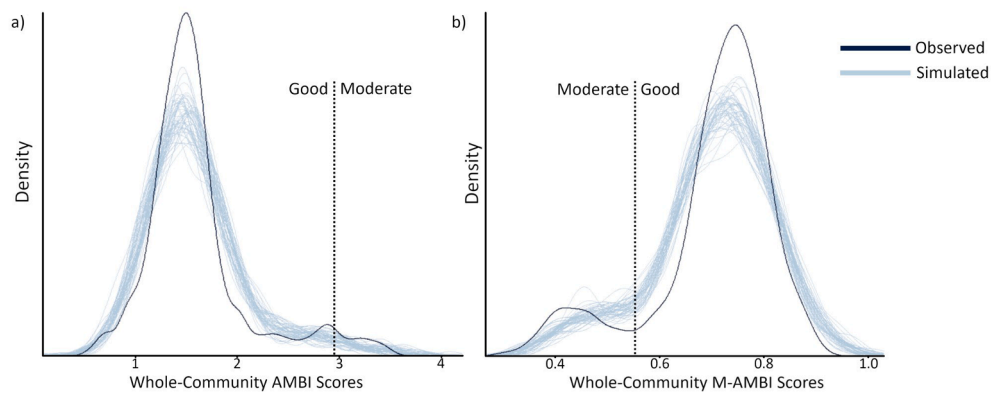 a)
Density
Good
Moderate
1
2
3
4
Whole-Community AMBI Scores
b)
Density
Moderate
Good
0.4
0.6
0.8
1.0
Whole-Community M-AMBI Scores
Observed
Simulated